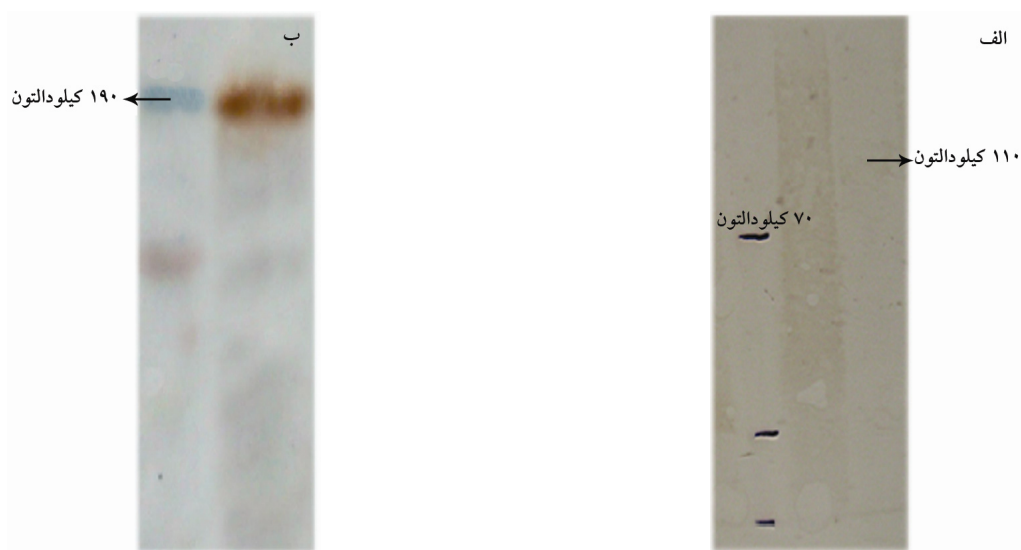 الف
۱۱۰ کیلودالتون
۷۰ کیلودالتون
ب
۱۹۰ کیلودالتون